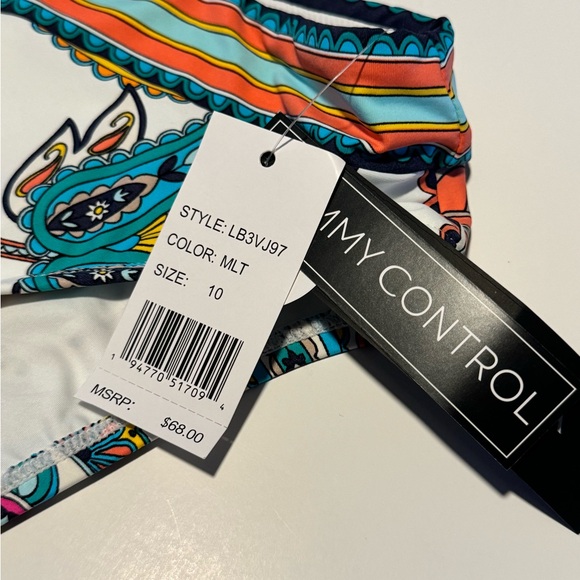 STYLE: LB3VJ97
COLOR: MLT
SIZE: 10
1 94770 51709 4
MSRP: $68.00
MMY CONTROL